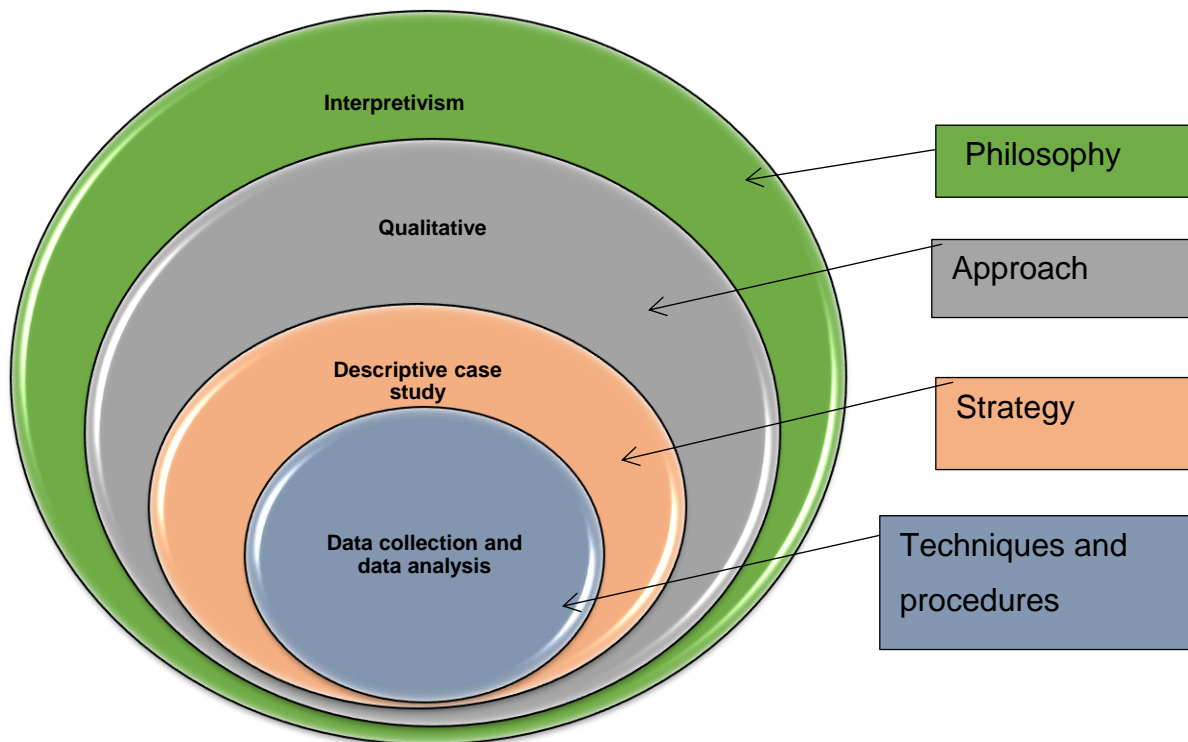 Interpretivism
Philosophy
Qualitative
Approach
Descriptive case
study
Strategy
Data collection and
data analysis
Techniques and
procedures